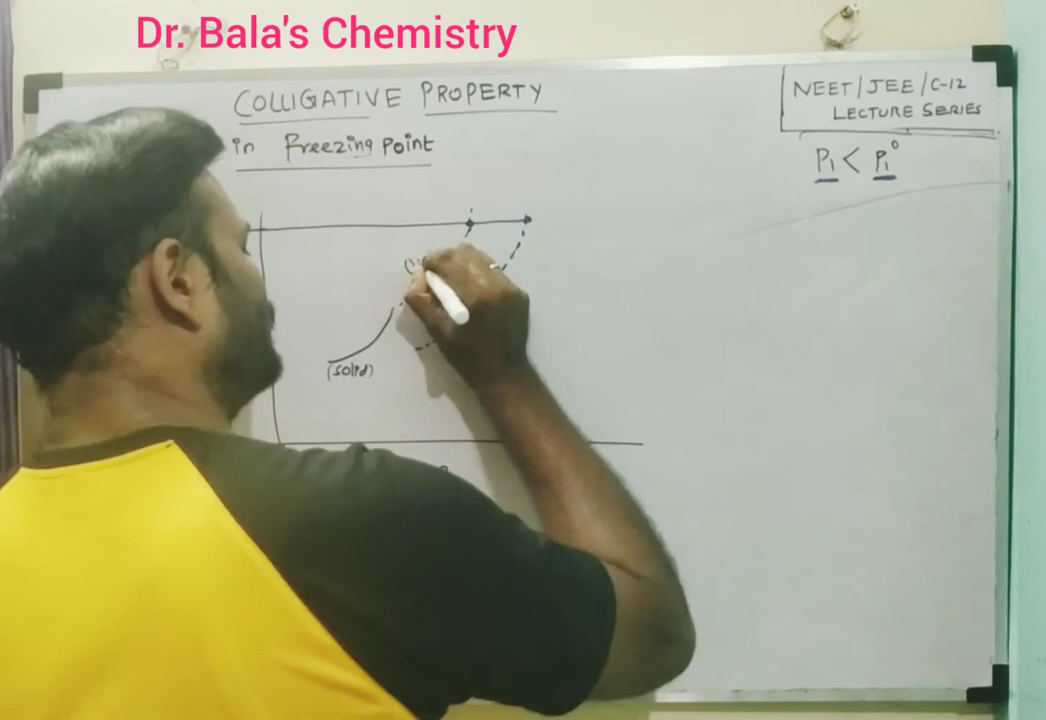 Dr. Bala's Chemistry
COLLIGATIVE PROPERTY
in freezing point
NEET/JEE/C-12
LECTURE SERIES
P₁ < P₁°
(solid)